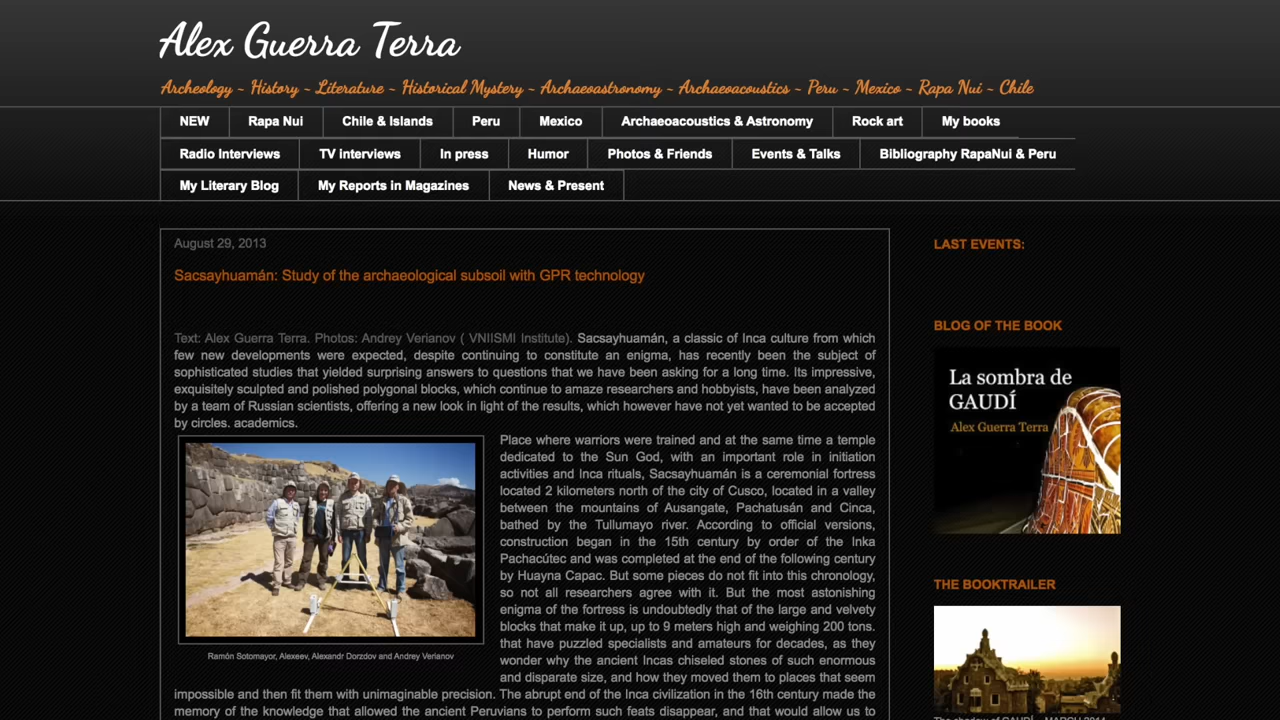 Alex Guerra Terra
Archeology ~ History ~ Literature ~ Historical Mystery ~ Archaeoastronomy ~ Archaeoacoustics ~ Peru ~ Mexico ~ Rapa Nui ~ Chile
NEW Rapa Nui Chile & Islands Peru Mexico Archaeoacoustics & Astronomy Rock art My books
Radio Interviews TV interviews In press Humor Photos & Friends Events & Talks Bibliography RapaNui & Peru
My Literary Blog My Reports in Magazines News & Present
August 29, 2013
Sacsayhuamán: Study of the archaeological subsoil with GPR technology
Text: Alex Guerra Terra. Photos: Andrey Verianov ( VNIISMI Institute). Sacsayhuamán, a classic of Inca culture from which
few new developments were expected, despite continuing to constitute an enigma, has recently been the subject of
sophisticated studies that yielded surprising answers to questions that we have been asking for a long time. Its impressive,
exquisitely sculpted and polished polygonal blocks, which continue to amaze researchers and hobbyists, have been analyzed
by a team of Russian scientists, offering a new look in light of the results, which however have not yet wanted to be accepted
by circles. academics.
Place where warriors were trained and at the same time a temple
dedicated to the Sun God, with an important role in initiation
activities and Inca rituals, Sacsayhuamán is a ceremonial fortress
located 2 kilometers north of the city of Cusco, located in a valley
between the mountains of Ausangate, Pachatusán and Cinca,
bathed by the Tullumayo river. According to official versions,
construction began in the 15th century by order of the Inka
Pachacútec and was completed at the end of the following century
by Huayna Capac. But some pieces do not fit into this chronology,
so not all researchers agree with it. But the most astonishing
enigma of the fortress is undoubtedly that of the large and velvety
blocks that make it up, up to 9 meters high and weighing 200 tons.
that have puzzled specialists and amateurs for decades, as they
wonder why the ancient Incas chiseled stones of such enormous
and disparate size, and how they moved them to places that seem
impossible and then fit them with unimaginable precision. The abrupt end of the Inca civilization in the 16th century made the
memory of the knowledge that allowed the ancient Peruvians to perform such feats disappear, and that would allow us to
Ramón Sotomayor, Alexeev, Alexandr Dorzdov and Andrey Verianov
LAST EVENTS:
BLOG OF THE BOOK
La sombra de
GAUDÍ
Alex Guerra Terra
THE BOOKTRAILER